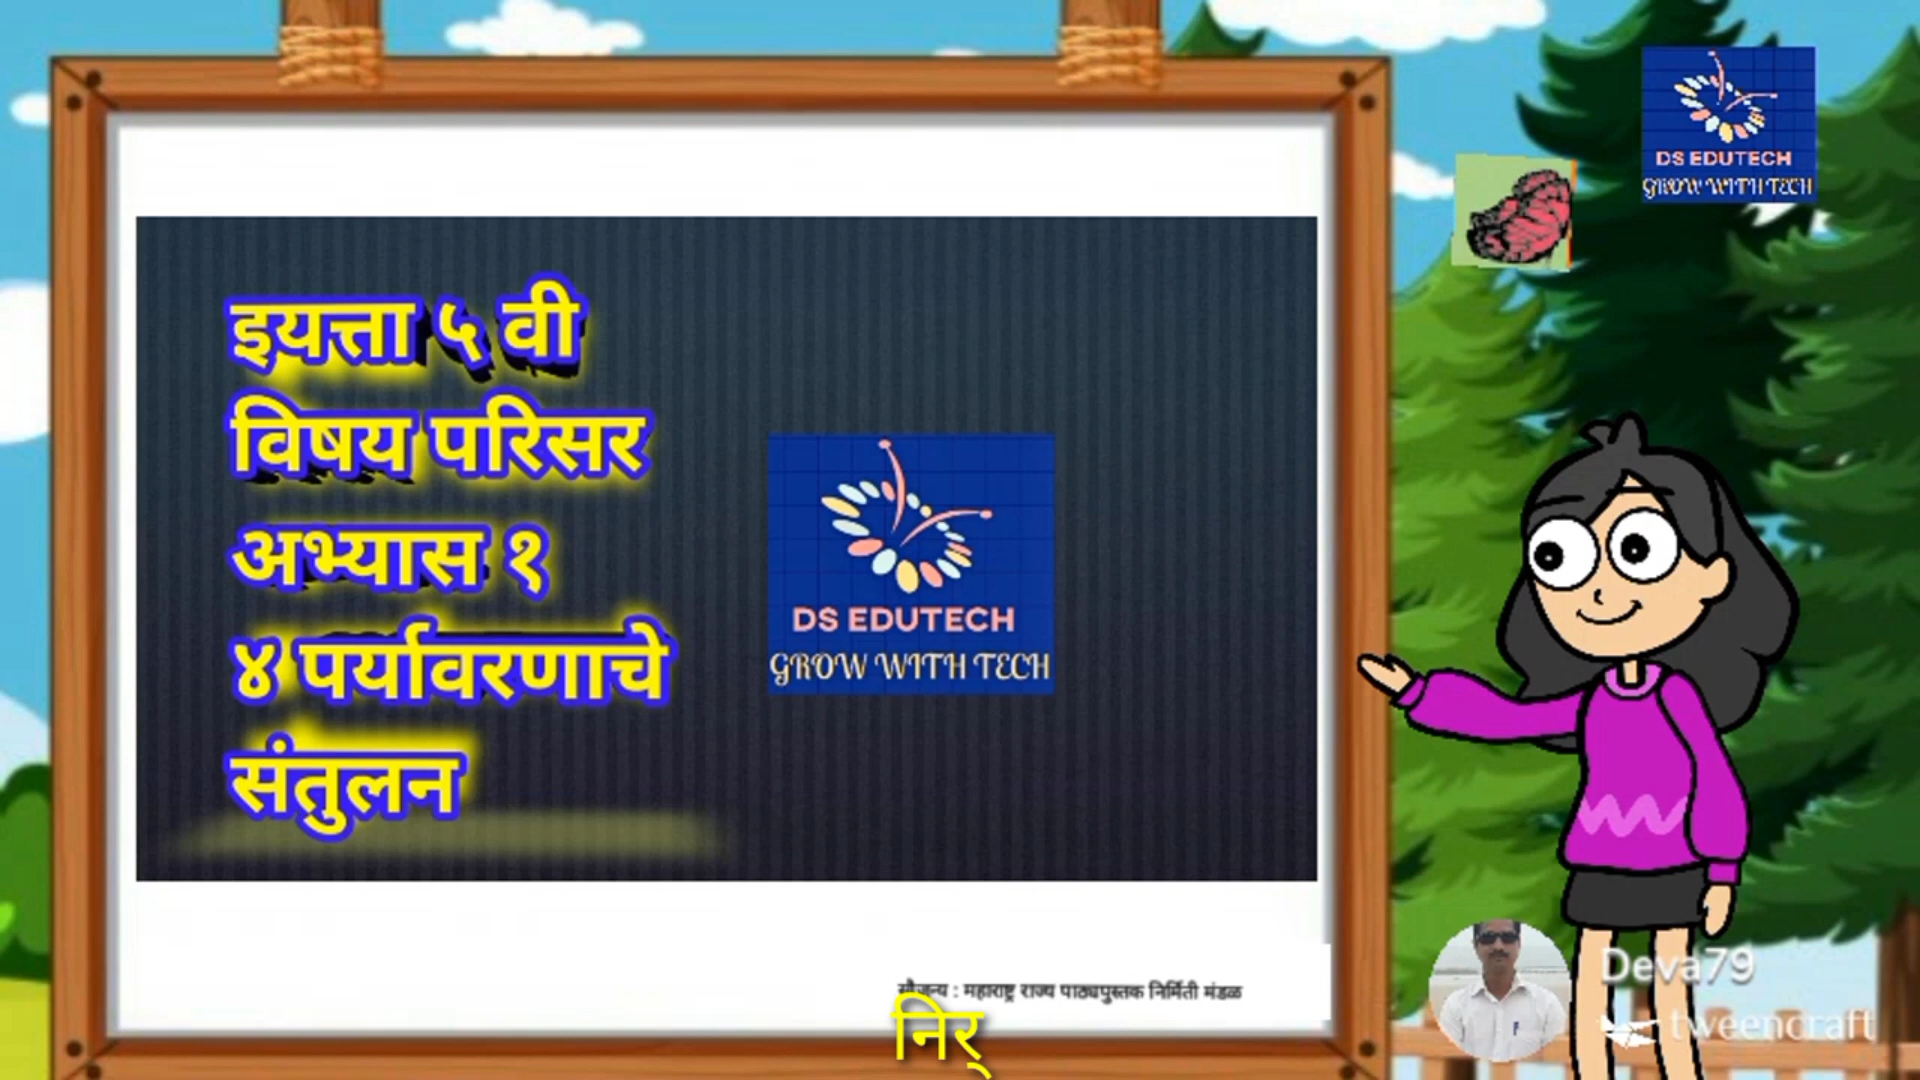 इयत्ता ५ वी
विषय परिसर
अभ्यास १
४ पर्यावरणाचे
संतुलन
DS EDUTECH
GROW WITH TECH
DS EDUTECH
GROW WITH TECH
सौजन्य : महाराष्ट्र राज्य पाठ्यपुस्तक निर्मिती मंडळ
निर्
Deva79
tweencraft